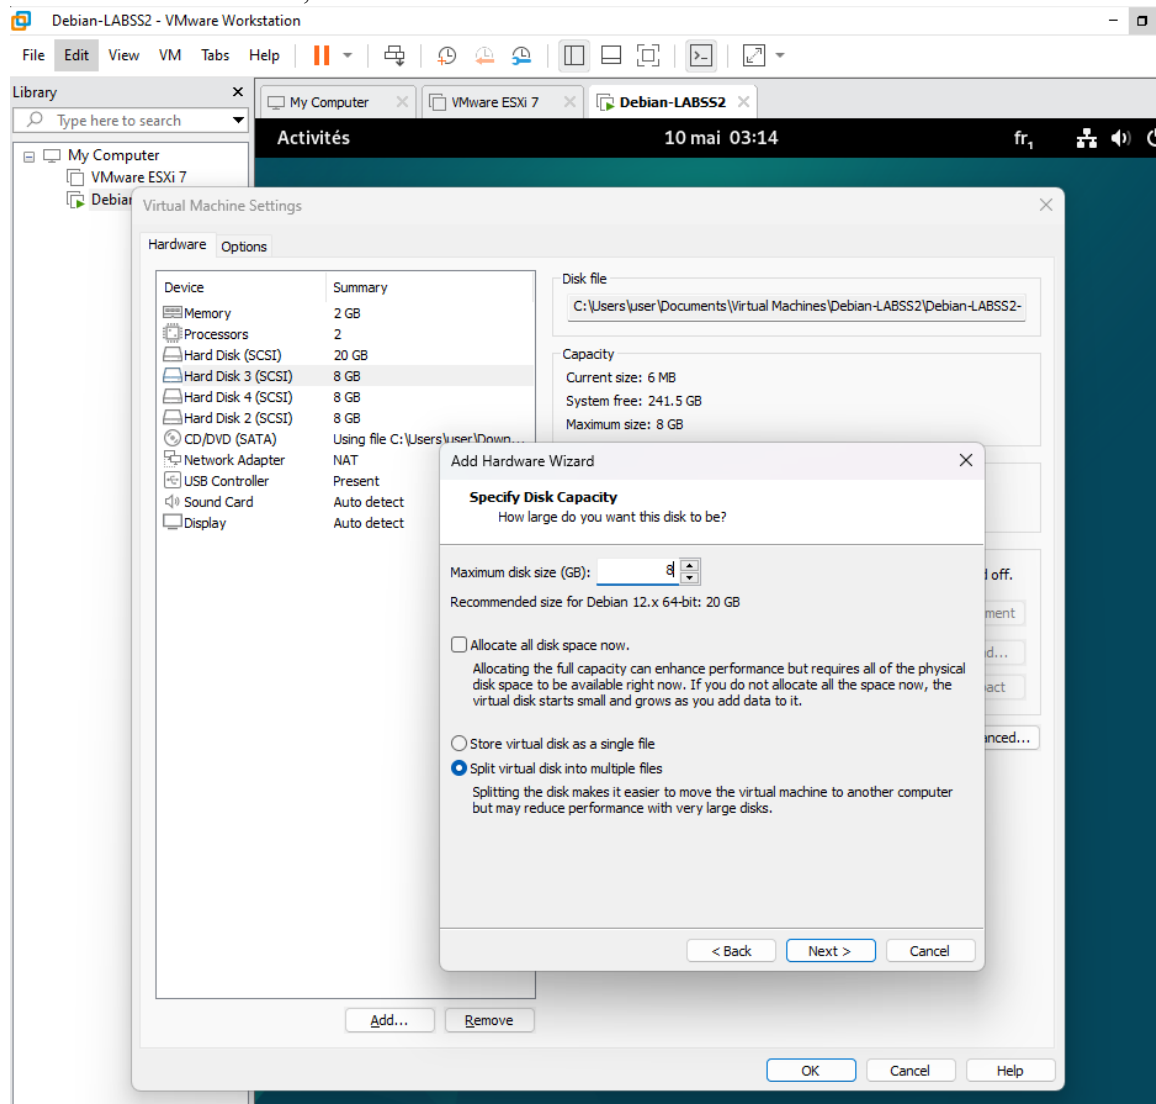 Debian-LABSS2 - VMware Workstation
File Edit View VM Tabs Help
Library
Type here to search
My Computer
VMware ESXi 7
Debian-LABSS2
Activités
10 mai 03:14
fr1
My Computer
VMware ESXi 7
Debian
Virtual Machine Settings
Hardware
Options
Device Summary
Memory 2 GB
Processors 2
Hard Disk (SCSI) 20 GB
Hard Disk 3 (SCSI) 8 GB
Hard Disk 4 (SCSI) 8 GB
Hard Disk 2 (SCSI) 8 GB
CD/DVD (SATA) Using file C:\Users\user\Down...
Network Adapter NAT
USB Controller Present
Sound Card Auto detect
Display Auto detect
Disk file
C:\Users\user\Documents\Virtual Machines\Debian-LABSS2\Debian-LABSS2-
Capacity
Current size: 6 MB
System free: 241.5 GB
Maximum size: 8 GB
Add Hardware Wizard
Specify Disk Capacity
How large do you want this disk to be?
Maximum disk size (GB): 8
Recommended size for Debian 12.x 64-bit: 20 GB
Allocate all disk space now.
Allocating the full capacity can enhance performance but requires all of the physical
disk space to be available right now. If you do not allocate all the space now, the
virtual disk starts small and grows as you add data to it.
Store virtual disk as a single file
Split virtual disk into multiple files
Splitting the disk makes it easier to move the virtual machine to another computer
but may reduce performance with very large disks.
< Back
Next >
Cancel
d off.
ment
d...
act
anced...
Add...
Remove
OK
Cancel
Help